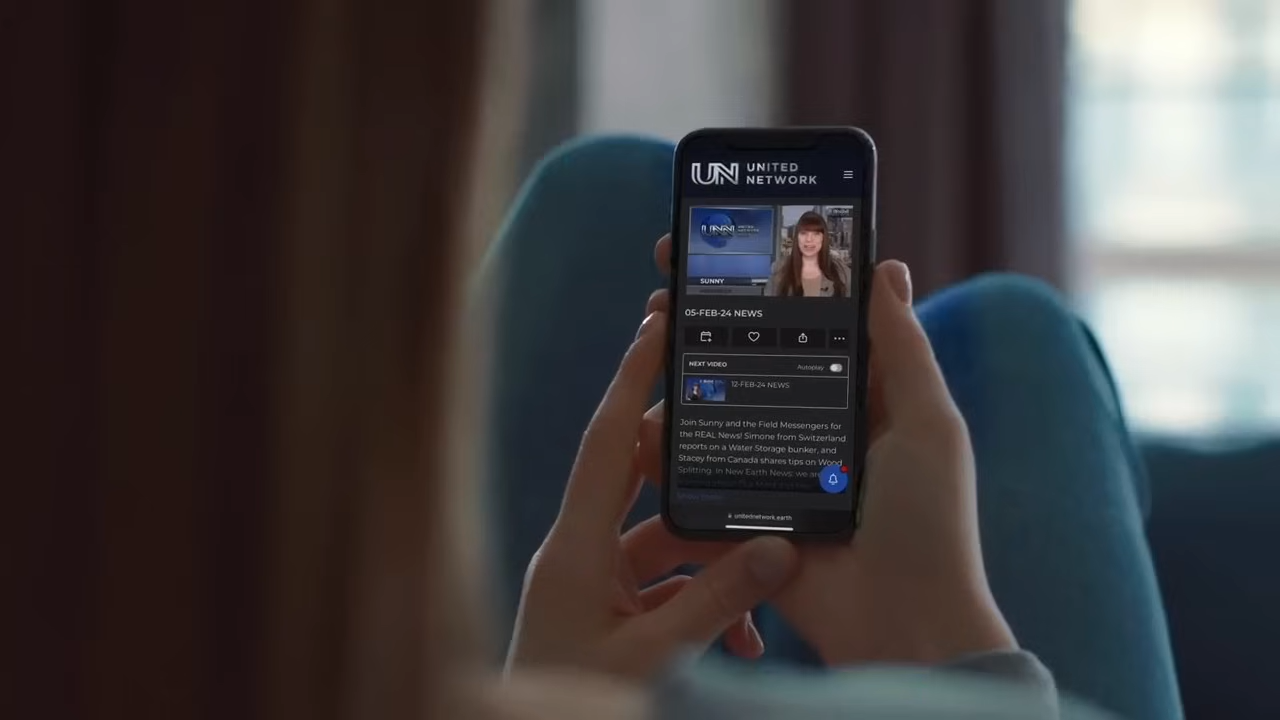 UN UNITED
NETWORK
UNN
SUNNY
05-FEB-24 NEWS
NEXT VIDEO Autoplay
12-FEB-24 NEWS
Join Sunny and the Field Messengers for
the REAL News! Simone from Switzerland
reports on a Water Storage bunker, and
Stacey from Canada shares tips on Wood
Splitting. In New Earth News; we are
unitednetwork.earth